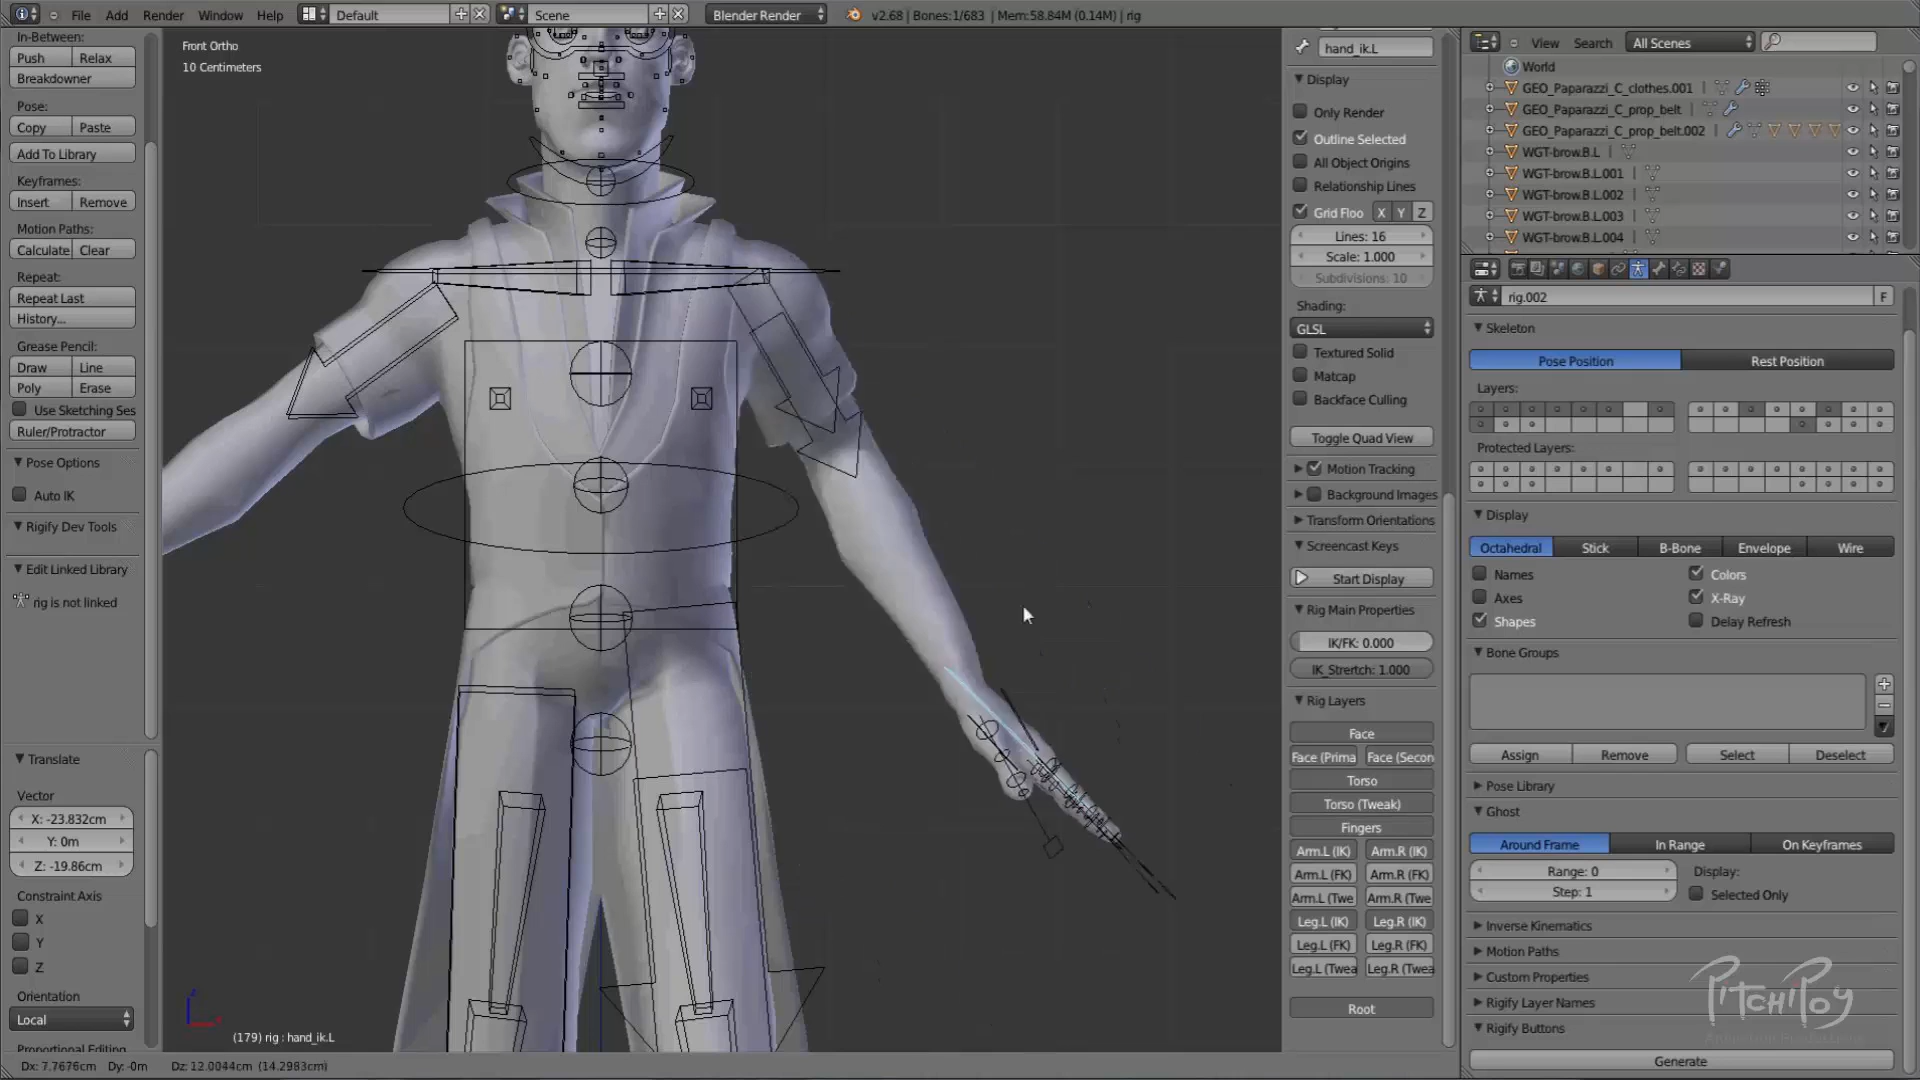 File Add Render Window Help Default Scene Blender Render v2.68 | Bones:1/683 | Mem:58.84M (0.14M) | rig
In-Between:
Push Relax
Breakdowner
Pose:
Copy Paste
Add To Library
Keyframes:
Insert Remove
Motion Paths:
Calculate Clear
Repeat:
Repeat Last
History...
Grease Pencil:
Draw Line
Poly Erase
Use Sketching Ses
Ruler/Protractor
Pose Options
Auto IK
Rigify Dev Tools
Edit Linked Library
rig is not linked
Translate
Vector
X: -23.832cm
Y: 0m
Z: -19.86cm
Constraint Axis
X
Y
Z
Orientation
Local
Proportional Editing
Front Ortho
10 Centimeters
(179) rig : hand_ik.L
Dx: 7.7676cm Dy: -0m Dz: 12.0044cm (14.2983cm)
hand_ik.L
Display
Only Render
Outline Selected
All Object Origins
Relationship Lines
Grid Floo X Y Z
Lines: 16
Scale: 1.000
Subdivisions: 10
Shading:
GLSL
Textured Solid
Matcap
Backface Culling
Toggle Quad View
Motion Tracking
Background Images
Transform Orientations
Screencast Keys
Start Display
Rig Main Properties
IK/FK: 0.000
IK_Stretch: 1.000
Rig Layers
Face
Face (Prima Face (Secon
Torso
Torso (Tweak)
Fingers
Arm.L (IK) Arm.R (IK)
Arm.L (FK) Arm.R (FK)
Arm.L (Twe Arm.R (Twe
Leg.L (IK) Leg.R (IK)
Leg.L (FK) Leg.R (FK)
Leg.L (Twea Leg.R (Twea
Root
View Search All Scenes
World
GEO_Paparazzi_C_clothes.001
GEO_Paparazzi_C_prop_belt
GEO_Paparazzi_C_prop_belt.002
WGT-brow.B.L
WGT-brow.B.L.001
WGT-brow.B.L.002
WGT-brow.B.L.003
WGT-brow.B.L.004
rig.002 F
Skeleton
Pose Position Rest Position
Layers:
Protected Layers:
Display
Octahedral Stick B-Bone Envelope Wire
Names Colors
Axes X-Ray
Shapes Delay Refresh
Bone Groups
Assign Remove Select Deselect
Pose Library
Ghost
Around Frame In Range On Keyframes
Range: 0 Display:
Step: 1 Selected Only
Inverse Kinematics
Motion Paths
Custom Properties
Rigify Layer Names
Rigify Buttons
Generate
PitchiPoy